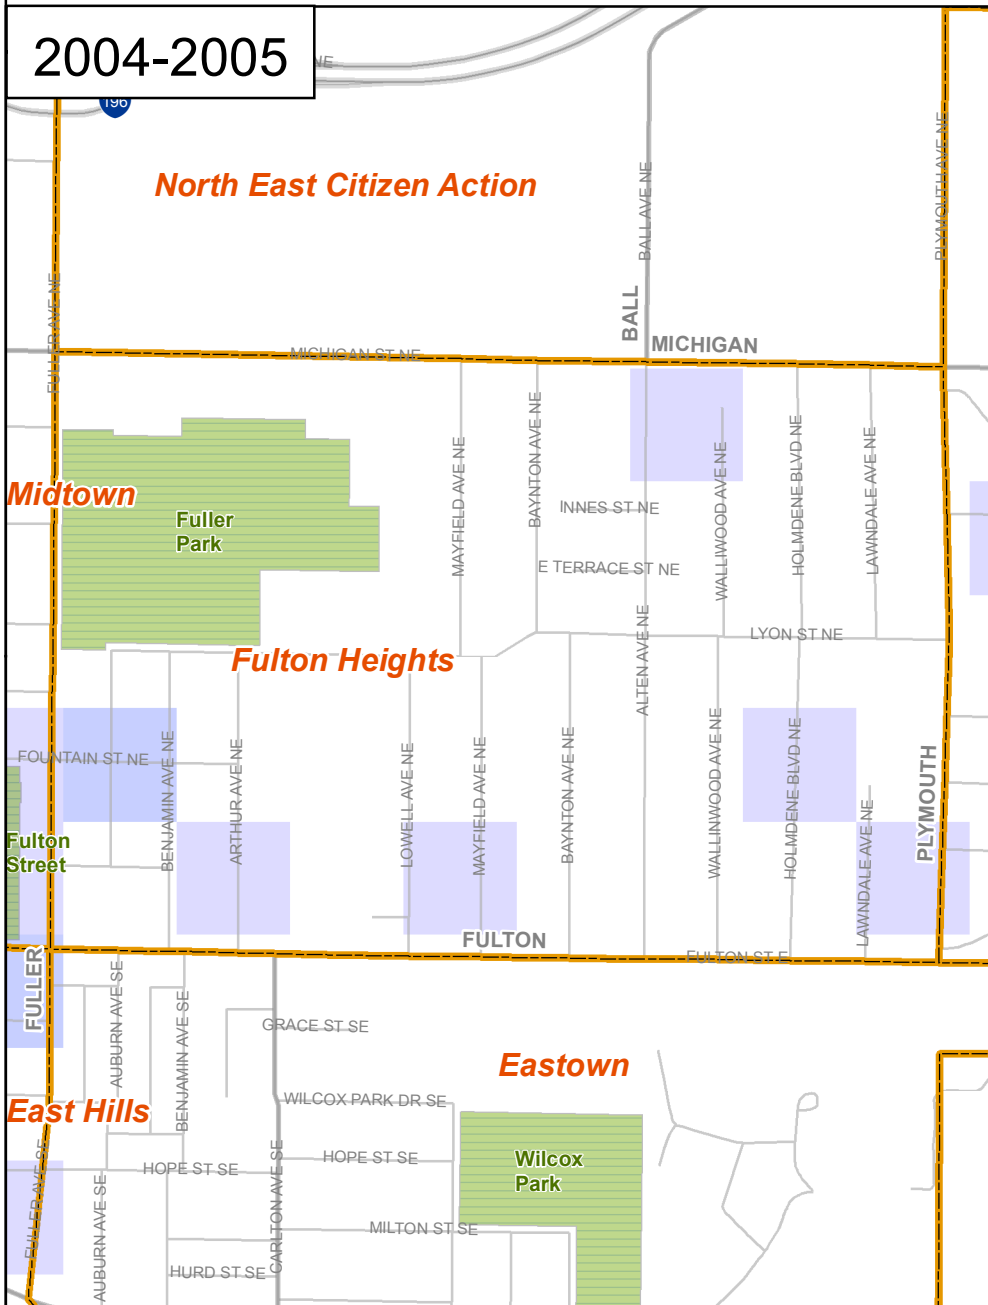 2004-2005
NE
196
North East Citizen Action
BALL AVE NE
PLYMOUTH AVE NE
FULLER AVE NE
BALL
MICHIGAN
MICHIGAN ST NE
Midtown
Fuller
Park
MAYFIELD AVE NE
BAYNTON AVE NE
INNES ST NE
E TERRACE ST NE
WALLIWOOD AVE NE
HOLMDENE BLVD NE
LAWNDALE AVE NE
LYON ST NE
Fulton Heights
ALTEN AVE NE
FOUNTAIN ST NE
BENJAMIN AVE NE
ARTHUR AVE NE
LOWELL AVE NE
MAYFIELD AVE NE
BAYNTON AVE NE
WALLINWOOD AVE NE
HOLMDENE BLVD NE
LAWNDALE AVE NE
PLYMOUTH
Fulton
Street
FULTON
FULTON ST E
FULLER
AUBURN AVE SE
BENJAMIN AVE SE
GRACE ST SE
Eastown
WILCOX PARK DR SE
East Hills
HOPE ST SE
HOPE ST SE
Wilcox
Park
FULLER AVE SE
AUBURN AVE SE
CARLTON AVE SE
MILTON ST SE
HURD ST SE